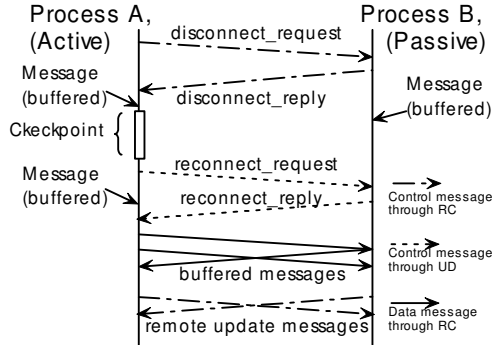 Process A,
(Active)
Process B,
(Passive)
disconnect_request
Message
(buffered)
disconnect_reply
Message
(buffered)
Ckeckpoint
reconnect_request
Message
(buffered)
reconnect_reply
Control message
through RC
Control message
through UD
buffered messages
Data message
through RC
remote update messages